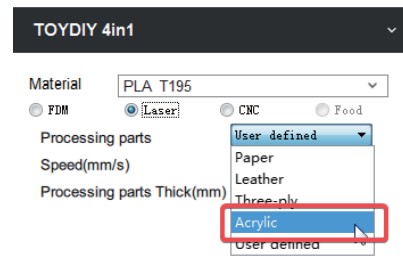 TOYDIY 4in1
Material PLA T195
FDM Laser CNC Food
Processing parts User defined
Speed(mm/s)
Processing parts Thick(mm)
Paper
Leather
Three-ply
Acrylic
User defined